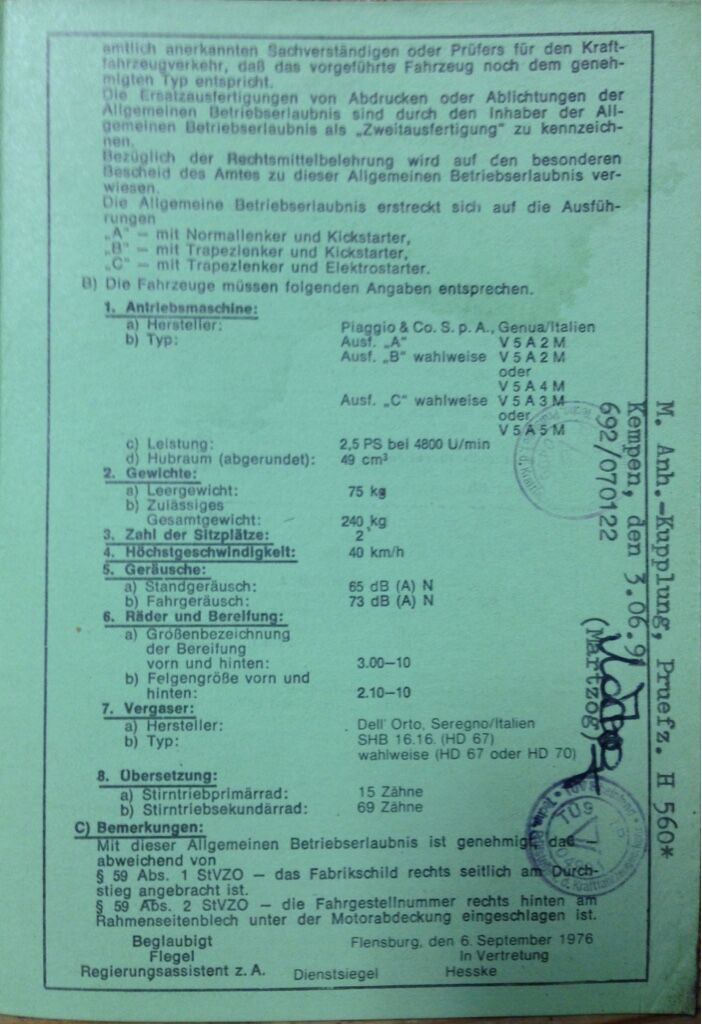 amtlich anerkannten Sachverständigen oder Prüfers für den Kraft-
fahrzeugverkehr, daß das vorgeführte Fahrzeug noch dem geneh-
migten Typ entspricht.
Die Ersatzausfertigungen von Abdrucken oder Ablichtungen der
Allgemeinen Betriebserlaubnis sind durch den Inhaber der All-
gemeinen Betriebserlaubnis als „Zweitausfertigung" zu kennzeich-
nen.
Bezüglich der Rechtsmittelbelehrung wird auf den besonderen
Bescheid des Amtes zu dieser Allgemeinen Betriebserlaubnis ver-
wiesen.
Die Allgemeine Betriebserlaubnis erstreckt sich auf die Ausfüh-
rungen
„A" — mit Normallenker und Kickstarter,
„B" — mit Trapezlenker und Kickstarter,
„C" — mit Trapezlenker und Elektrostarter.
B) Die Fahrzeuge müssen folgenden Angaben entsprechen.
1. Antriebsmaschine:
a) Hersteller: Piaggio & Co. S. p. A., Genua/Italien
b) Typ: Ausf. „A" V 5 A 2 M
Ausf. „B" wahlweise V 5 A 2 M
oder
V 5 A 4 M
Ausf. „C" wahlweise V 5 A 3 M
oder
V 5 A 5 M
c) Leistung: 2,5 PS bei 4800 U/min
d) Hubraum (abgerundet): 49 cm³
2. Gewichte:
a) Leergewicht: 75 kg
b) Zulässiges
Gesamtgewicht: 240 kg
3. Zahl der Sitzplätze: 2
4. Höchstgeschwindigkeit: 40 km/h
5. Geräusche:
a) Standgeräusch: 65 dB (A) N
b) Fahrgeräusch: 73 dB (A) N
6. Räder und Bereifung:
a) Größenbezeichnung
der Bereifung
vorn und hinten: 3.00—10
b) Felgengröße vorn und
hinten: 2.10—10
7. Vergaser:
a) Hersteller: Dell' Orto, Seregno/Italien
b) Typ: SHB 16.16. (HD 67)
wahlweise (HD 67 oder HD 70)
8. Übersetzung:
a) Stirntriebprimärrad: 15 Zähne
b) Stirntriebsekundärrad: 69 Zähne
C) Bemerkungen:
Mit dieser Allgemeinen Betriebserlaubnis ist genehmigt, daß
abweichend von
§ 59 Abs. 1 StVZO — das Fabrikschild rechts seitlich am Durch-
stieg angebracht ist.
§ 59 Abs. 2 StVZO — die Fahrgestellnummer rechts hinten am
Rahmenseitenblech unter der Motorabdeckung eingeschlagen ist.
Beglaubigt Flensburg, den 6. September 1976
Flegel In Vertretung
Regierungsassistent z. A. Dienstsiegel Hesske
M. Anh.-Kupplung, Pruefz. H 560*
Kempen, den 3.06.91
692/070122
(Martzog)
TÜ9